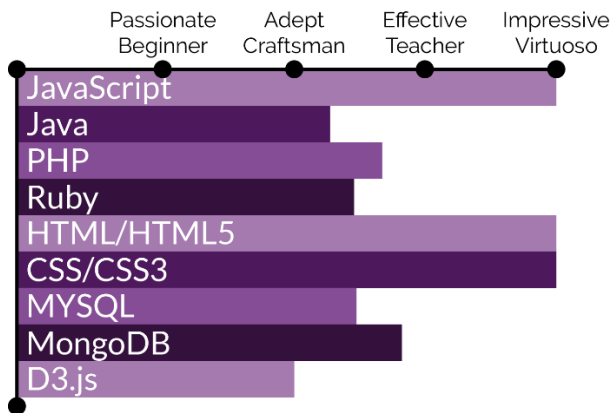 Passionate Beginner
Adept Craftsman
Effective Teacher
Impressive Virtuoso
JavaScript
Java
PHP
Ruby
HTML/HTML5
CSS/CSS3
MYSQL
MongoDB
D3.js